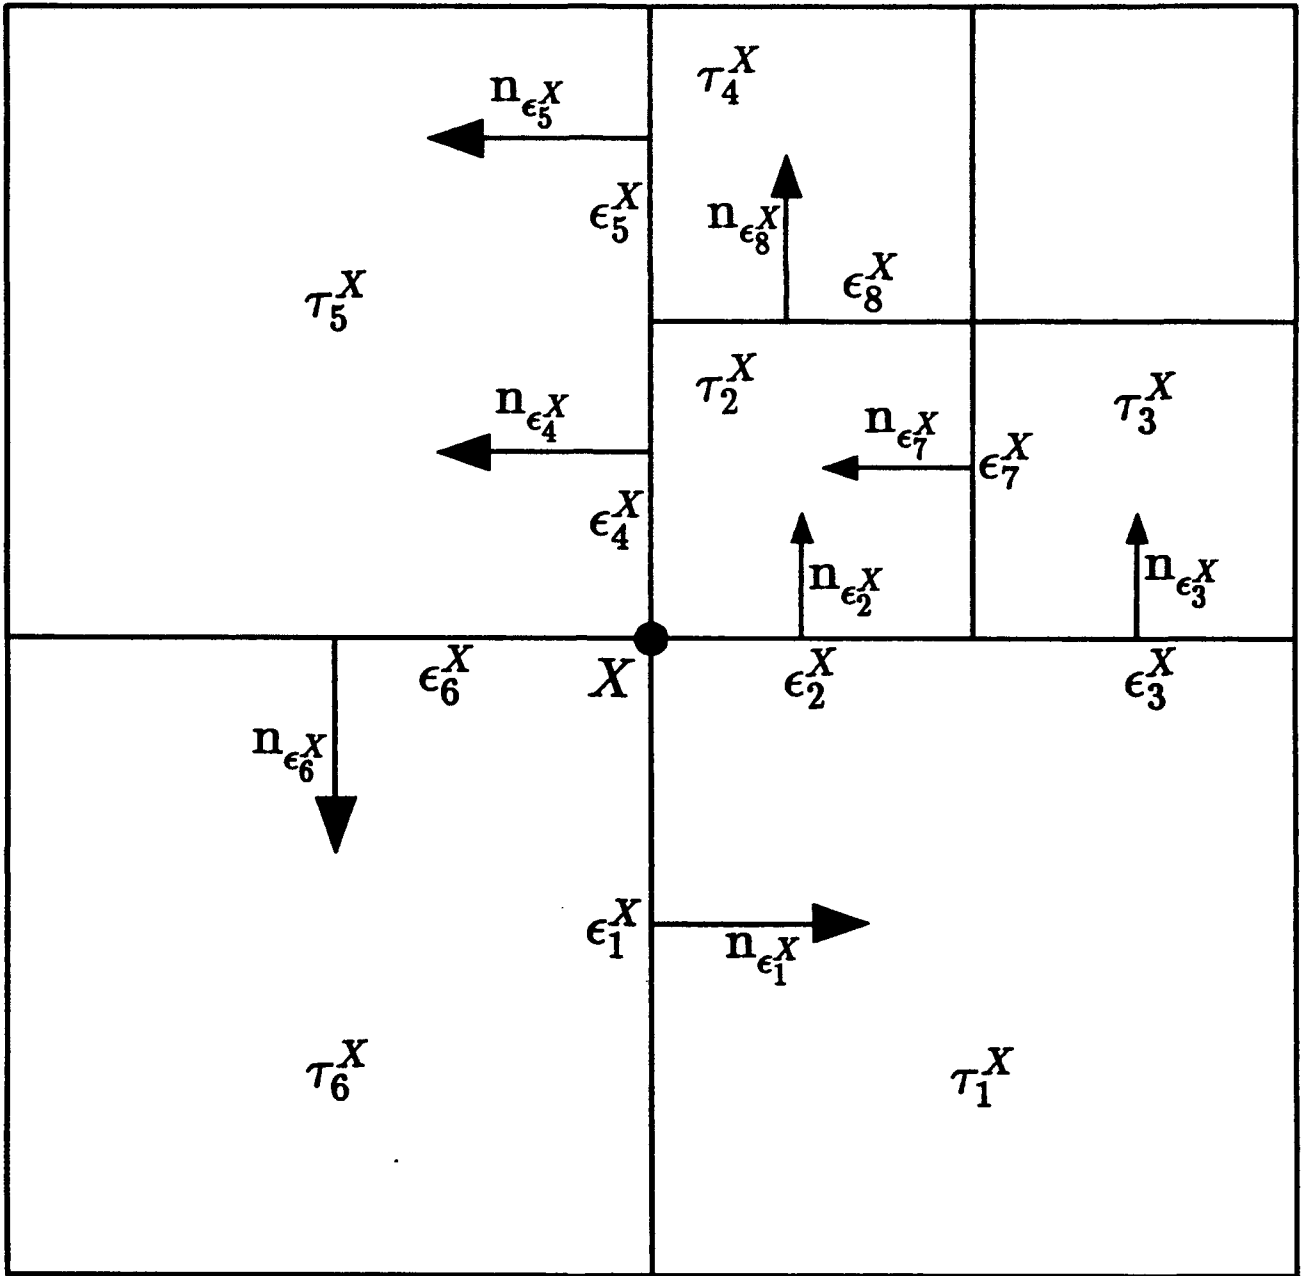 τ₄^X
n_{ϵ₅^X}
ϵ₅^X
n_{ϵ₈^X}
ϵ₈^X
τ₅^X
τ₂^X
τ₃^X
n_{ϵ₄^X}
n_{ϵ₇^X}
ϵ₇^X
ϵ₄^X
n_{ϵ₂^X}
n_{ϵ₃^X}
ϵ₆^X
X
ϵ₂^X
ϵ₃^X
n_{ϵ₆^X}
ϵ₁^X
n_{ϵ₁^X}
τ₆^X
τ₁^X